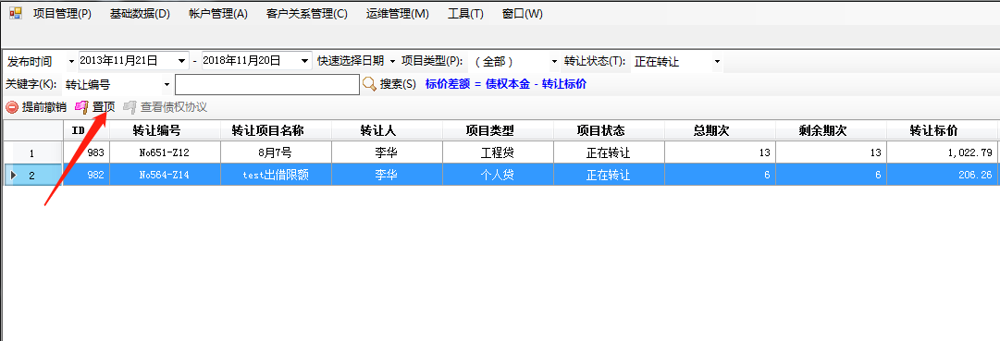 项目管理(P) 基础数据(D) 帐户管理(A) 客户关系管理(C) 运维管理(M) 工具(T) 窗口(W)
发布时间 2013年11月21日 - 2018年11月20日 快速选择日期 项目类型(P): （全部） 转让状态(T): 正在转让
关键字(K): 转让编号 搜索(S) 标价差额 = 债权本金 - 转让标价
提前撤销 置顶 查看债权协议
ID 转让编号 转让项目名称 转让人 项目类型 项目状态 总期次 剩余期次 转让标价
1 983 No651-Z12 8月7号 李华 工程贷 正在转让 13 13 1,022.79
2 982 No564-Z14 test出借限额 李华 个人贷 正在转让 6 6 206.26